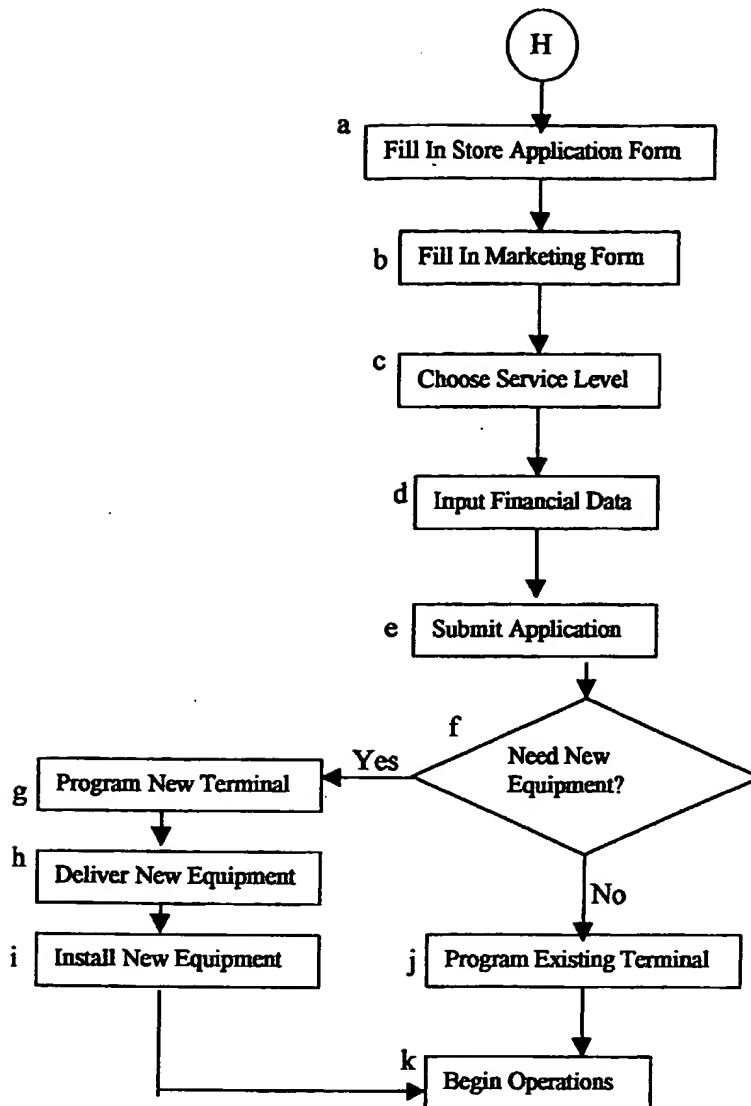 H
a
Fill In Store Application Form
b
Fill In Marketing Form
c
Choose Service Level
d
Input Financial Data
e
Submit Application
f
Need New
Equipment?
Yes
g
Program New Terminal
h
Deliver New Equipment
No
i
Install New Equipment
j
Program Existing Terminal
k
Begin Operations